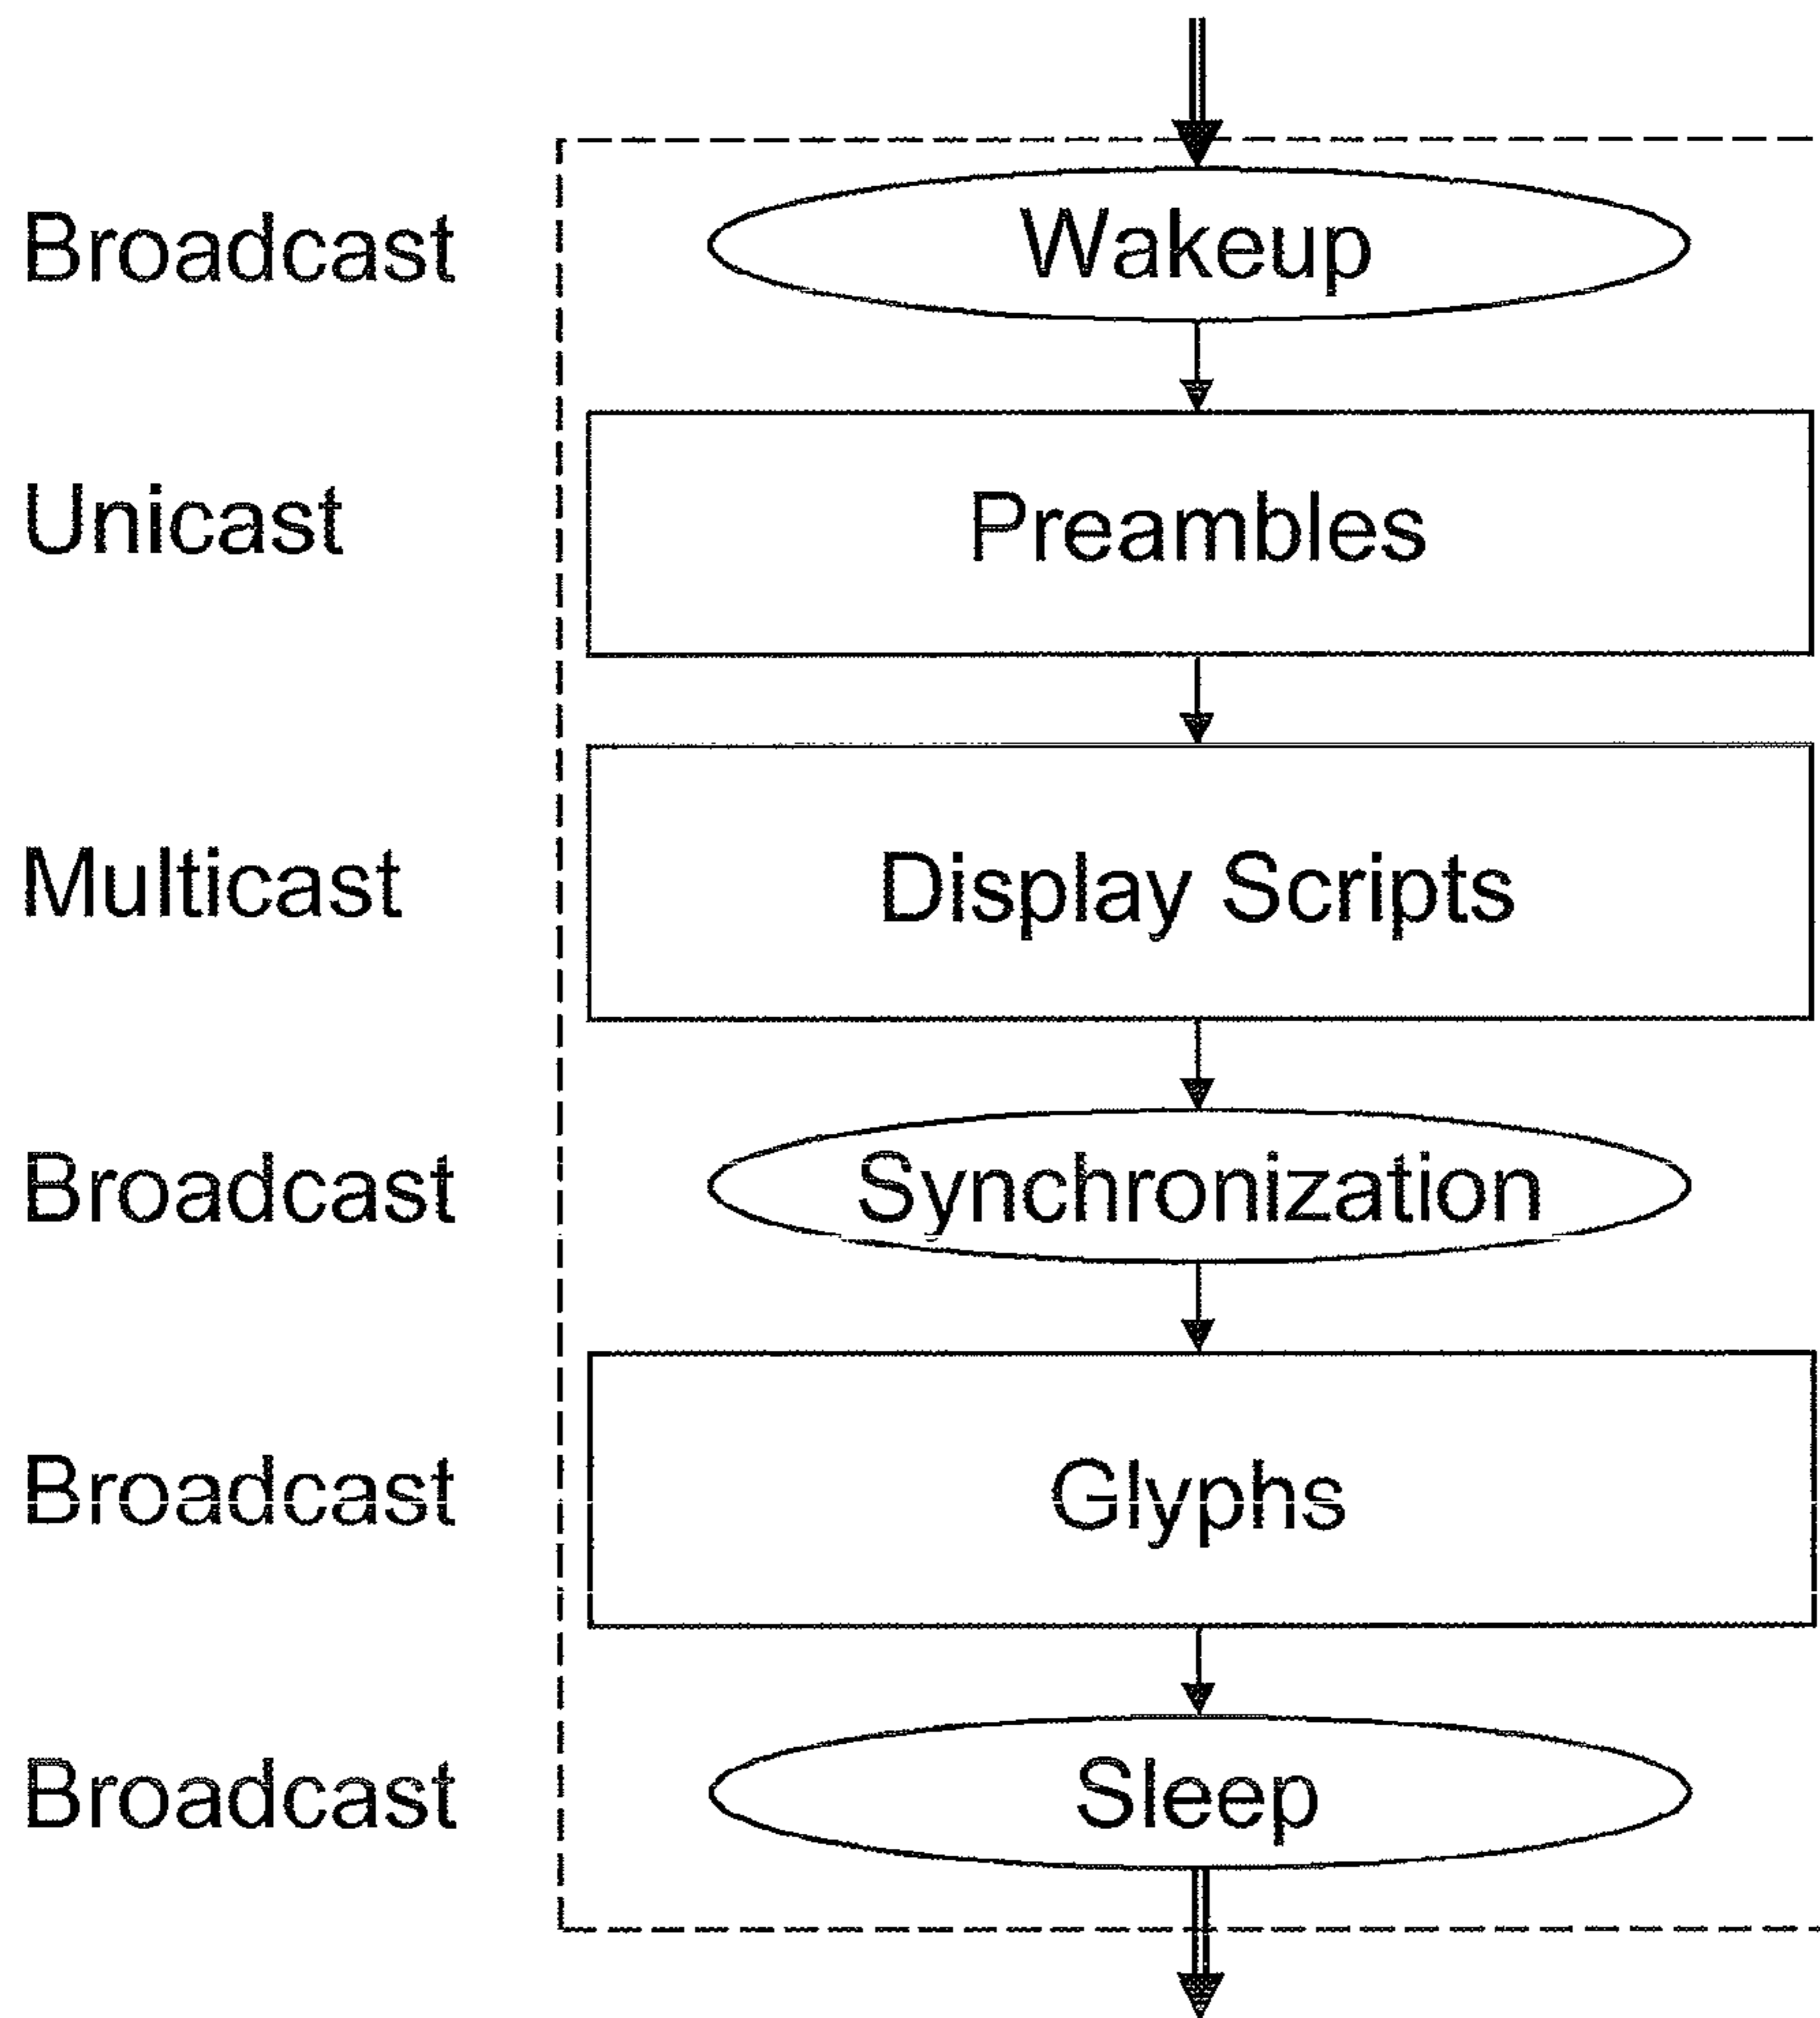 Broadcast
Wakeup
Unicast
Preambles
Multicast
Display Scripts
Broadcast
Synchronization
Broadcast
Glyphs
Broadcast
Sleep